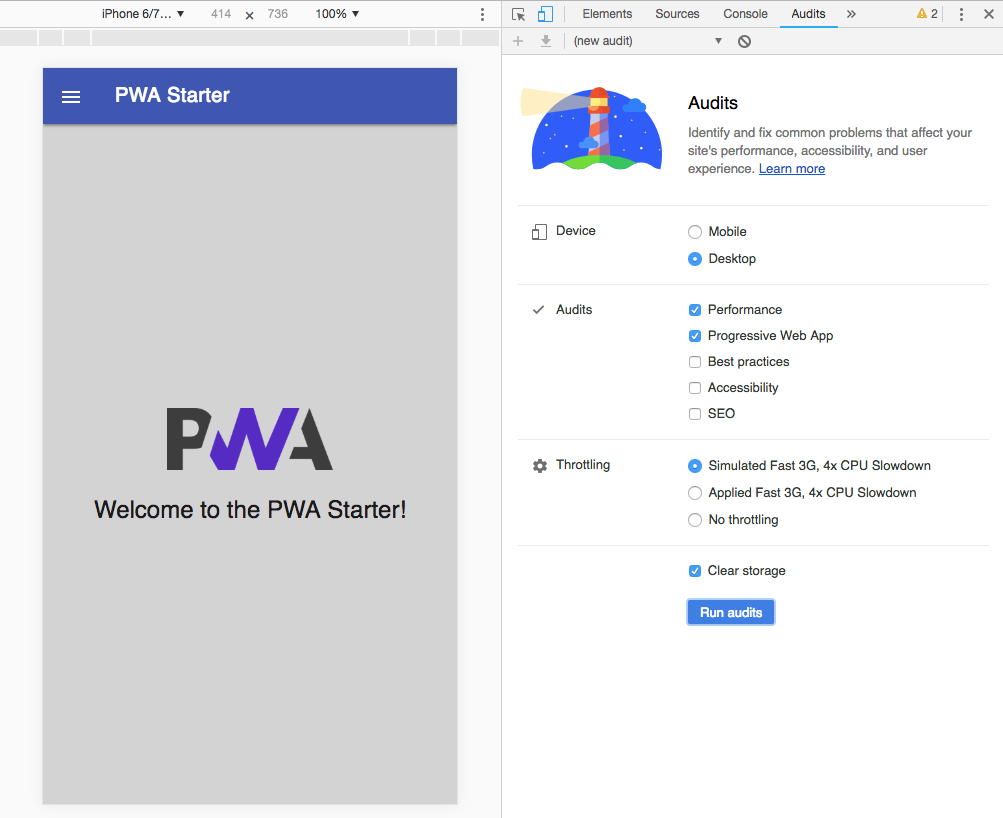 iPhone 6/7... ▼ 414 × 736 100% ▼
Elements Sources Console Audits » 2
(new audit) ▼
PWA Starter
PWA
Welcome to the PWA Starter!
Audits
Identify and fix common problems that affect your
site's performance, accessibility, and user
experience. Learn more
Device
Mobile
Desktop
Audits
Performance
Progressive Web App
Best practices
Accessibility
SEO
Throttling
Simulated Fast 3G, 4x CPU Slowdown
Applied Fast 3G, 4x CPU Slowdown
No throttling
Clear storage
Run audits